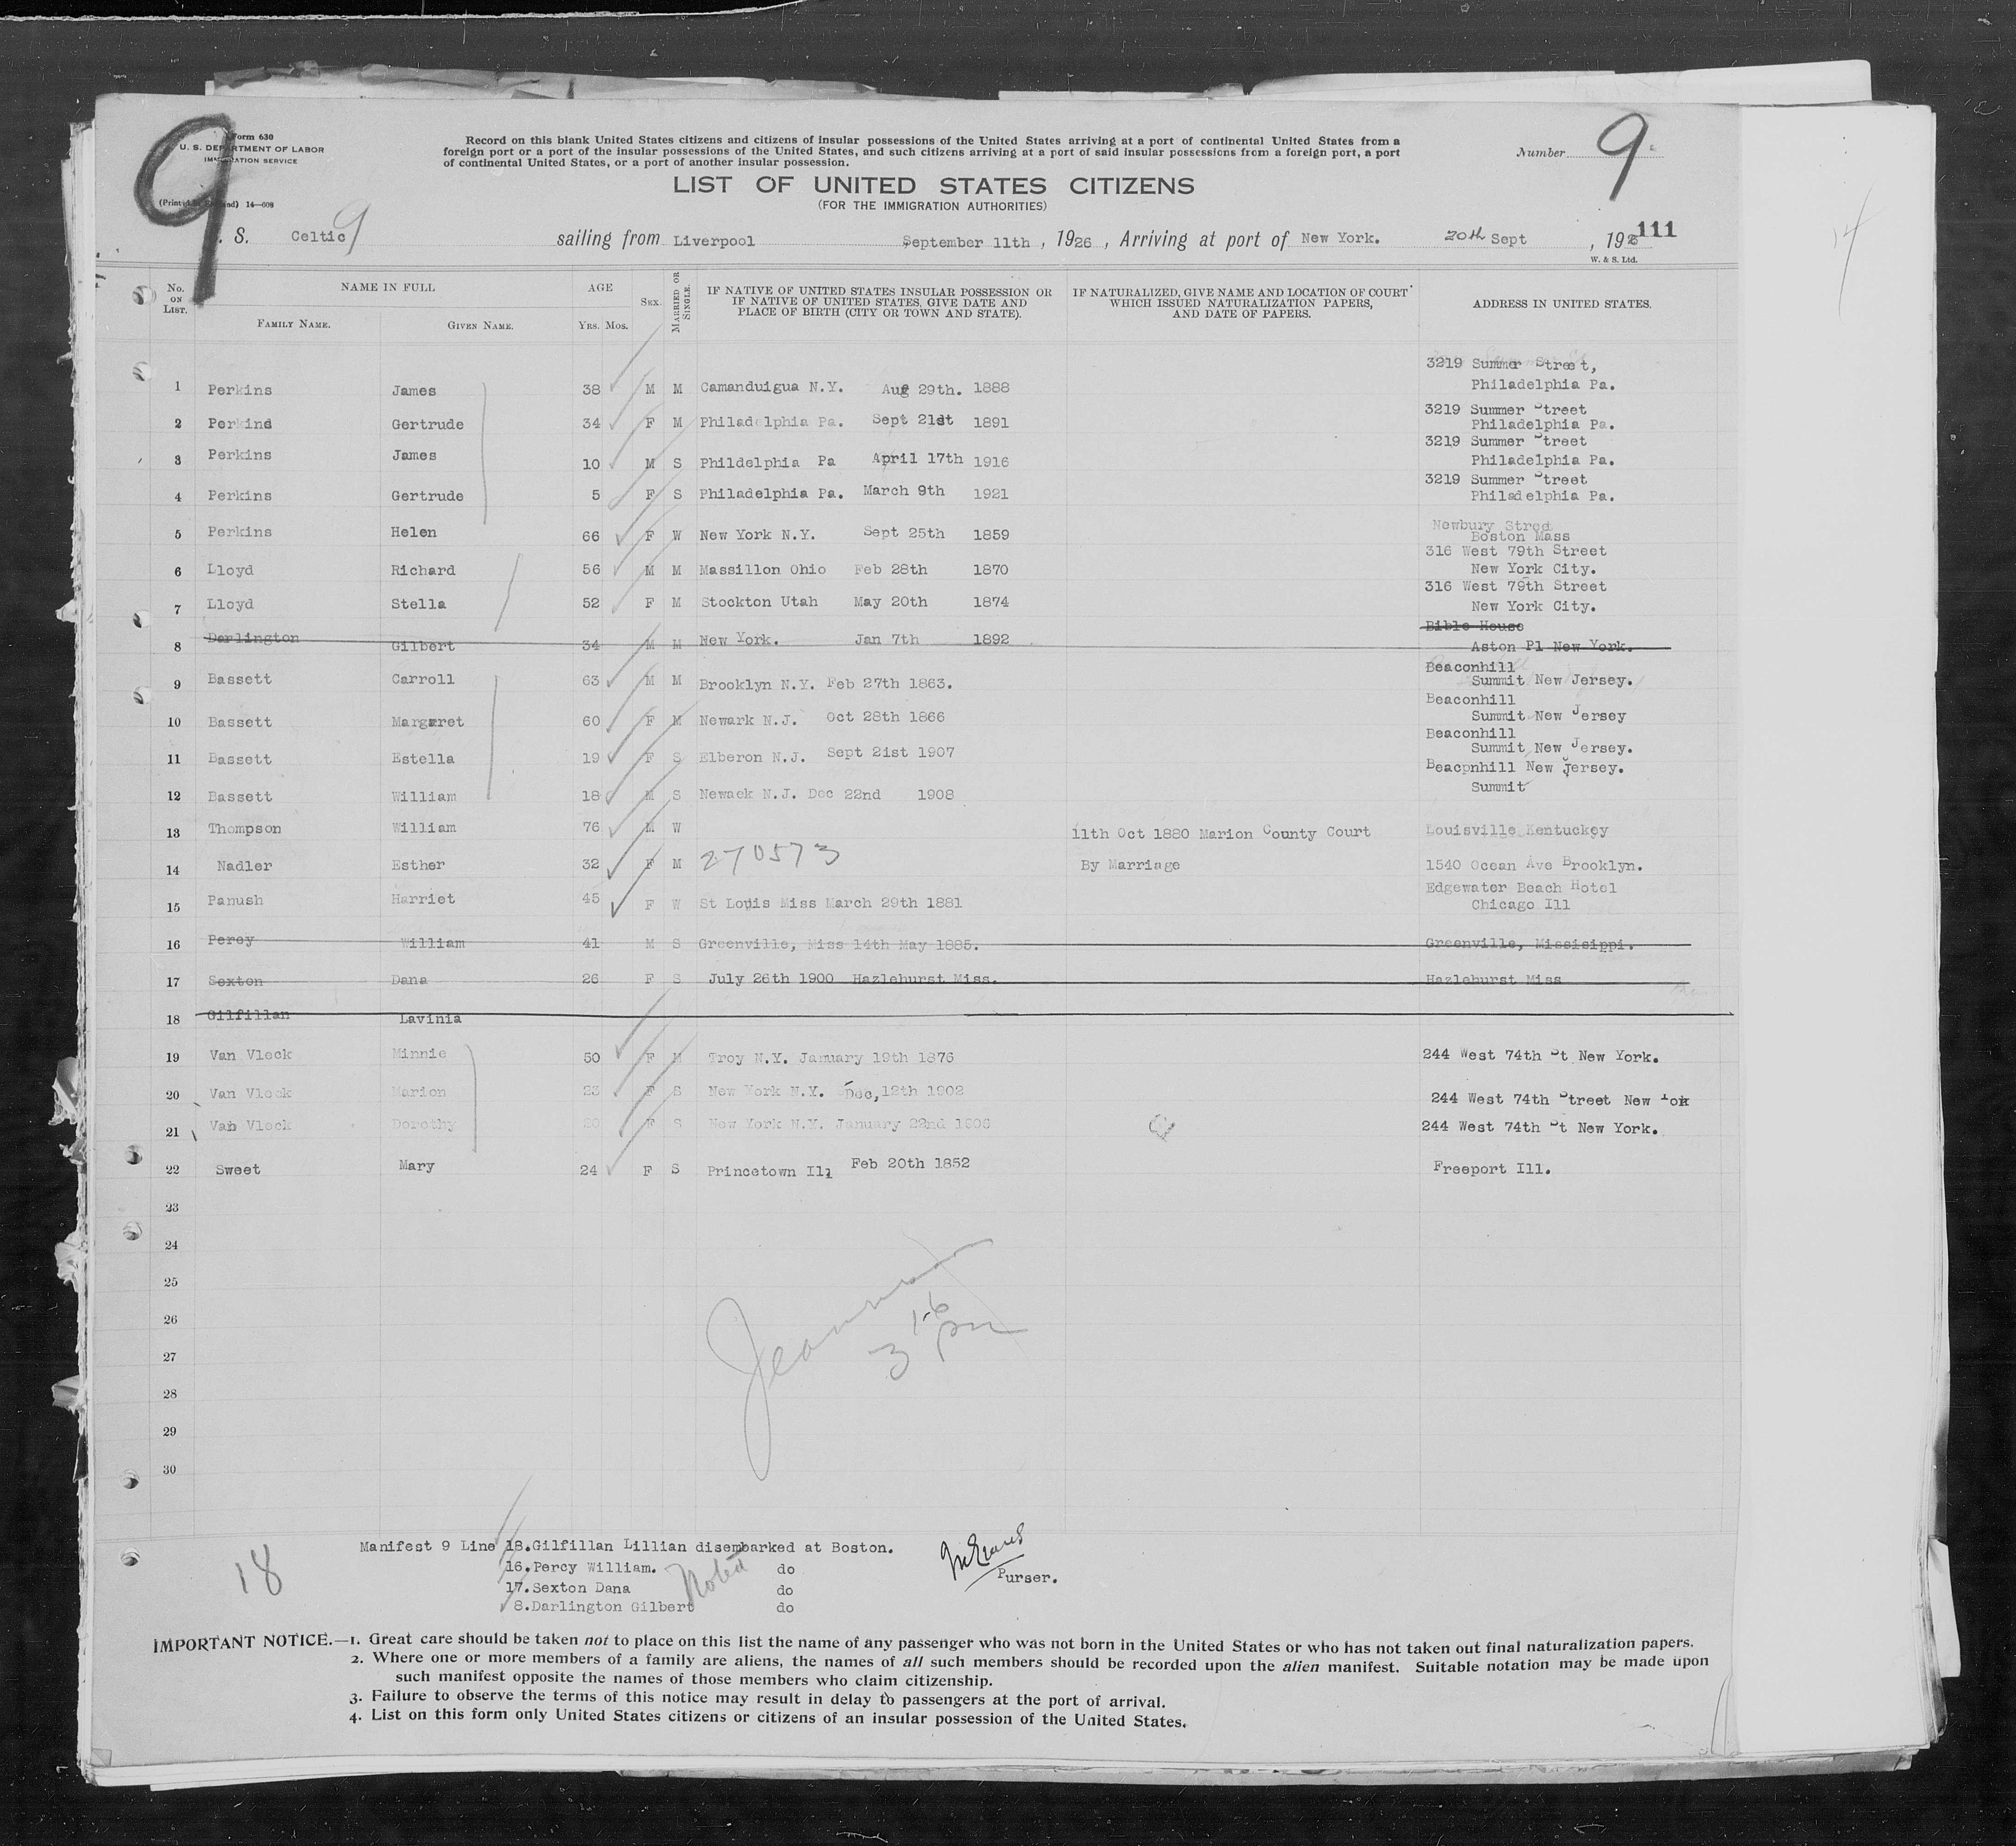 9
Form 630
U. S. DEPARTMENT OF LABOR
IMMIGRATION SERVICE
Record on this blank United States citizens and citizens of insular possessions of the United States arriving at a port of continental United States from a
foreign port or a port of the insular possessions of the United States, and such citizens arriving at a port of said insular possessions from a foreign port, a port
of continental United States, or a port of another insular possession.
Number 9
LIST OF UNITED STATES CITIZENS
(FOR THE IMMIGRATION AUTHORITIES)
(Printed in England) 14—608
S. Celtic 9 sailing from Liverpool September 11th, 1926, Arriving at port of New York. 20th Sept, 1926 111
W. & S. Ltd.
No. ON LIST. NAME IN FULL AGE SEX. MARRIED OR SINGLE. IF NATIVE OF UNITED STATES INSULAR POSSESSION OR IF NATIVE OF UNITED STATES, GIVE DATE AND PLACE OF BIRTH (CITY OR TOWN AND STATE). IF NATURALIZED, GIVE NAME AND LOCATION OF COURT WHICH ISSUED NATURALIZATION PAPERS, AND DATE OF PAPERS. ADDRESS IN UNITED STATES.
FAMILY NAME. GIVEN NAME. YRS. MOS.
1 Perkins James 38 M M Camanduigua N.Y. Aug 29th. 1888 3219 Summer Street, Philadelphia Pa.
2 Perkind Gertrude 34 F M Philadelphia Pa. Sept 21st 1891 3219 Summer Street Philadelphia Pa.
3 Perkins James 10 M S Phildelphia Pa April 17th 1916 3219 Summer Street Philadelphia Pa.
4 Perkins Gertrude 5 F S Philadelphia Pa. March 9th 1921 3219 Summer Street Philadelphia Pa.
5 Perkins Helen 66 F W New York N.Y. Sept 25th 1859 Newbury Stree Boston Mass
6 Lloyd Richard 56 M M Massillon Ohio Feb 28th 1870 316 West 79th Street New York City.
7 Lloyd Stella 52 F M Stockton Utah May 20th 1874 316 West 79th Street New York City.
8 Darlington Gilbert 34 M M New York. Jan 7th 1892 Bible House Aston Pl New York.
9 Bassett Carroll 63 M M Brooklyn N.Y. Feb 27th 1863. Beaconhill Summit New Jersey.
10 Bassett Margaret 60 F M Newark N.J. Oct 28th 1866 Beaconhill Summit New Jersey
11 Bassett Estella 19 F S Elberon N.J. Sept 21st 1907 Beaconhill Summit New Jersey.
12 Bassett William 18 M S Newaek N.J. Dec 22nd 1908 Beacpnhill New Jersey. Summit
13 Thompson William 76 M W 11th Oct 1880 Marion County Court Louisville Kentuckey
14 Nadler Esther 32 F M 270573 By Marriage 1540 Ocean Ave Brooklyn.
15 Panush Harriet 45 F W St Louis Miss March 29th 1881 Edgewater Beach Hotel Chicago Ill
16 Percy William 41 M S Greenville, Miss 14th May 1885. Greenville, Missisippi.
17 Sexton Dana 26 F S July 26th 1900 Hazlehurst Miss. Hazlehurst Miss
18 Gilfillan Lavinia
19 Van Vleck Minnie 50 F M Troy N.Y. January 19th 1876 244 West 74th St New York.
20 Van Vleck Marion 23 F S New York N.Y. Dec, 12th 1902 244 West 74th Street New York
21 Van Vleck Dorothy 20 F S New York N.Y. January 22nd 1906 244 West 74th St New York.
22 Sweet Mary 24 F S Princetown Ill Feb 20th 1852 Freeport Ill.
23
24
25
26
27
28
29
30
3 pm
Manifest 9 Line 18. Gilfillan Lillian disembarked at Boston.
16. Percy William. do
17. Sexton Dana do
8. Darlington Gilbert do
Noted
Purser.
18
IMPORTANT NOTICE.—1. Great care should be taken not to place on this list the name of any passenger who was not born in the United States or who has not taken out final naturalization papers.
2. Where one or more members of a family are aliens, the names of all such members should be recorded upon the alien manifest. Suitable notation may be made upon
such manifest opposite the names of those members who claim citizenship.
3. Failure to observe the terms of this notice may result in delay to passengers at the port of arrival.
4. List on this form only United States citizens or citizens of an insular possession of the United States.